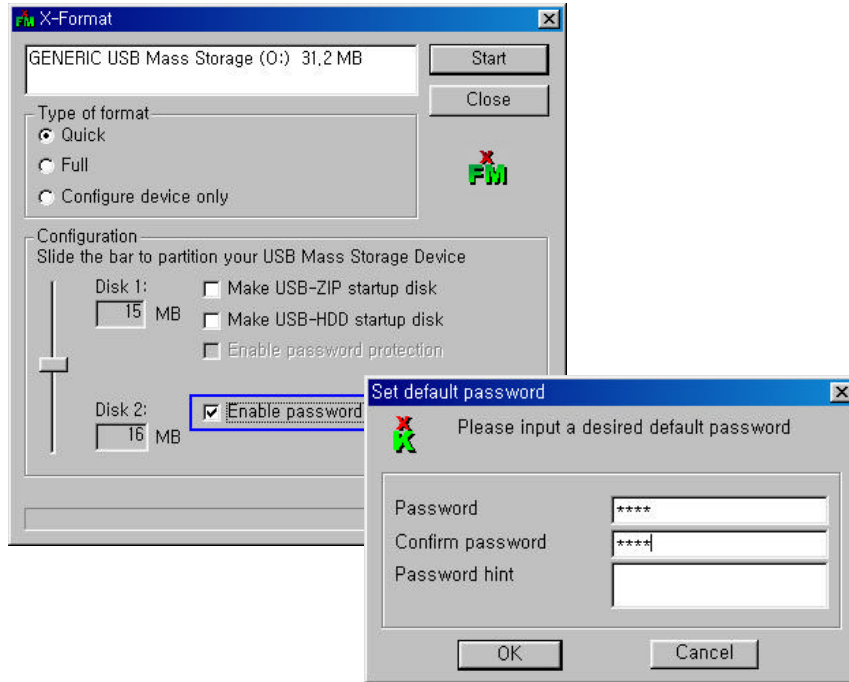 X-Format
GENERIC USB Mass Storage (O:) 31,2 MB
Start
Close
Type of format
Quick
Full
Configure device only
X
FM
Configuration
Slide the bar to partition your USB Mass Storage Device
Disk 1:
15 MB
Make USB-ZIP startup disk
Make USB-HDD startup disk
Enable password protection
Disk 2:
16 MB
Enable password
Set default password
X
K
Please input a desired default password
Password
****
Confirm password
****
Password hint
OK
Cancel